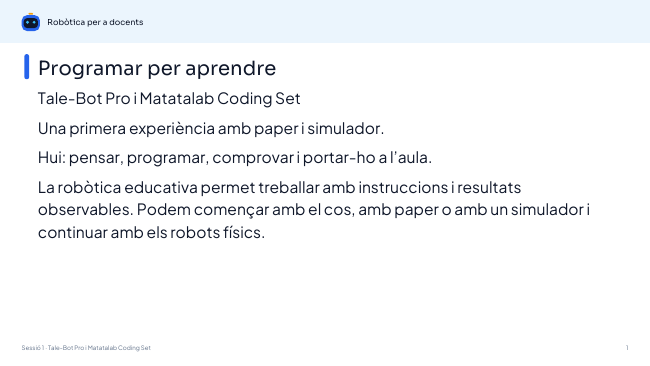 Robòtica per a docents
Programar per aprendre
Tale-Bot Pro i Matatalab Coding Set
Una primera experiència amb paper i simulador.
Hui: pensar, programar, comprovar i portar-ho a l’aula.
La robòtica educativa permet treballar amb instruccions i resultats
observables. Podem començar amb el cos, amb paper o amb un simulador i
continuar amb els robots físics.
Sessió 1 · Tale-Bot Pro i Matatalab Coding Set
1